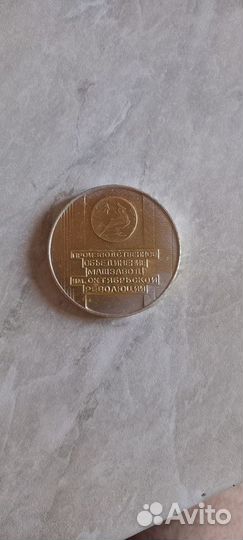 ПРОИЗВОДСТВЕННОЕ
ОБЪЕДИНЕНИЕ
МАШЗАВОД
ИМ. ОКТЯБРЬСКОЙ
РЕВОЛЮЦИИ
Avito